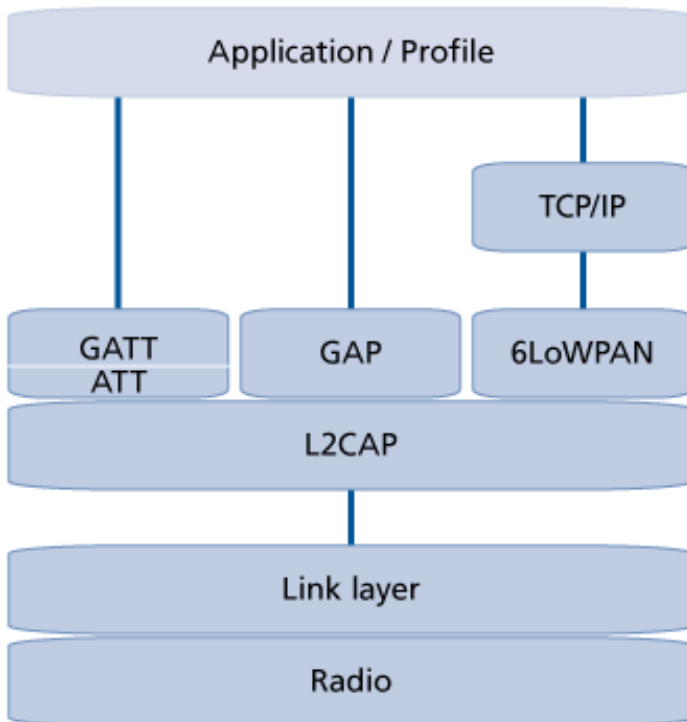 Application / Profile
TCP/IP
GATT
ATT
GAP
6LoWPAN
L2CAP
Link layer
Radio